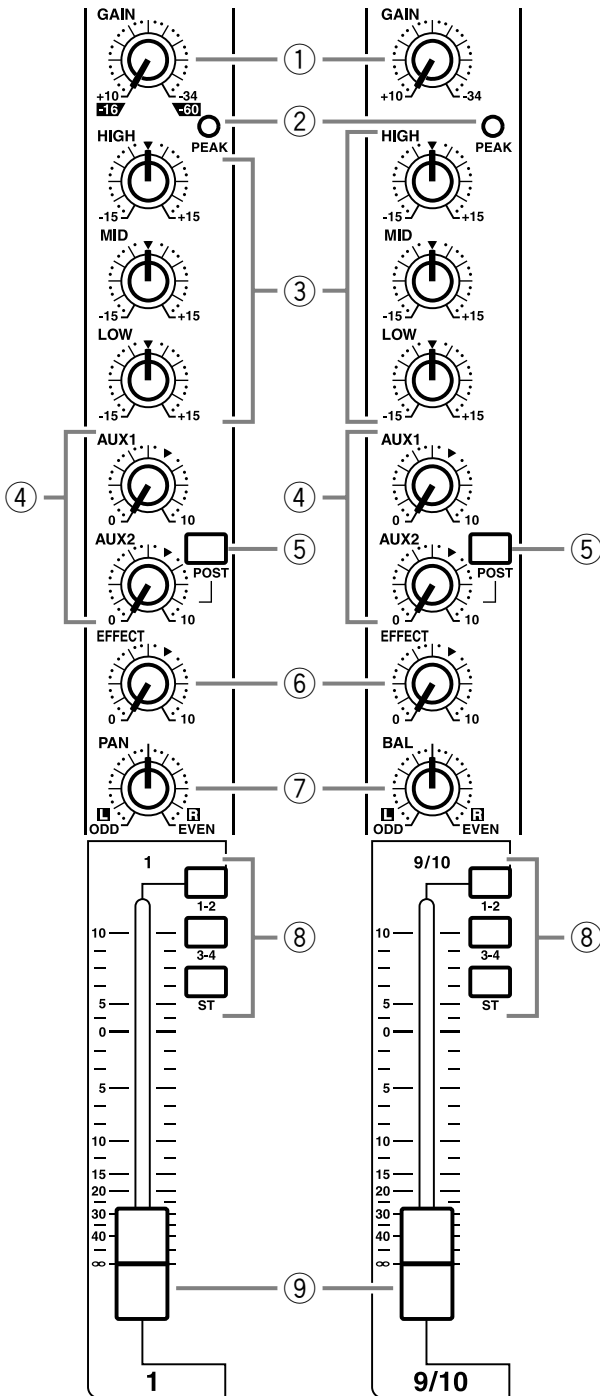 GAIN GAIN
①
+10 -34 +10 -34
-16 -60
②
PEAK PEAK
HIGH HIGH
-15 +15 -15 +15
MID MID
③
-15 +15 -15 +15
LOW LOW
-15 +15 -15 +15
AUX1 AUX1
④ ④
0 10 0 10
AUX2 AUX2
⑤ ⑤
POST POST
0 10 0 10
EFFECT EFFECT
⑥
0 10 0 10
PAN BAL
⑦
L R L R
ODD EVEN ODD EVEN
1 9/10
1-2 1-2
10 10
⑧ ⑧
3-4 3-4
5 5
ST ST
0 0
5 5
10 10
15 15
20 20
30 30
40 40
∞ ∞
⑨
1 9/10